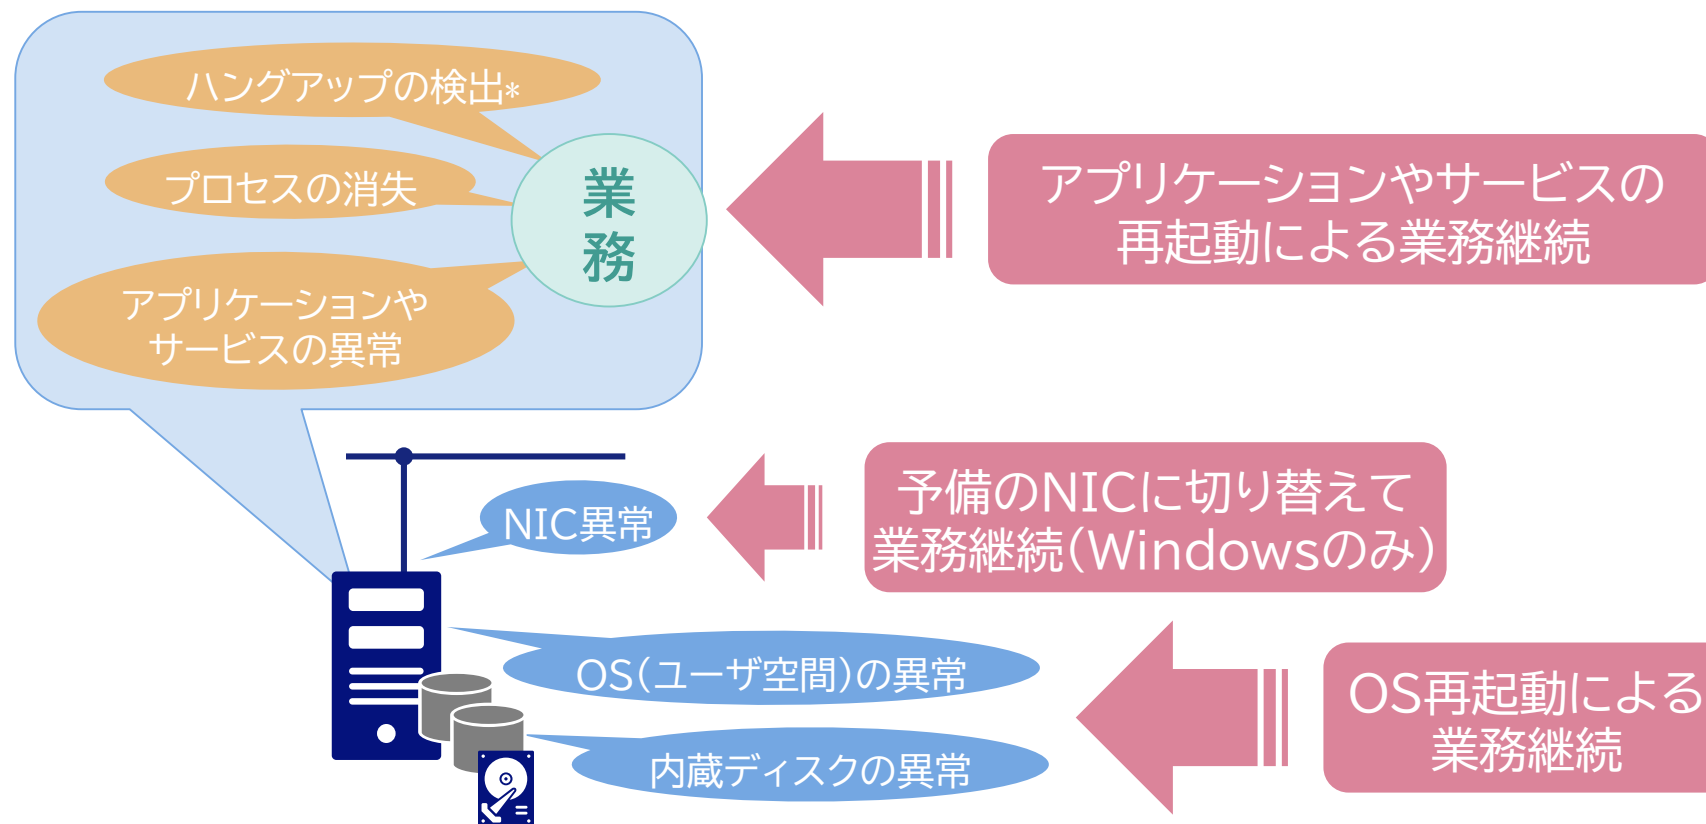 ハングアップの検出*
プロセスの消失
アプリケーションや
サービスの異常
業
務
アプリケーションやサービスの
再起動による業務継続
NIC異常
予備のNICに切り替えて
業務継続(Windowsのみ)
OS(ユーザ空間)の異常
内蔵ディスクの異常
OS再起動による
業務継続